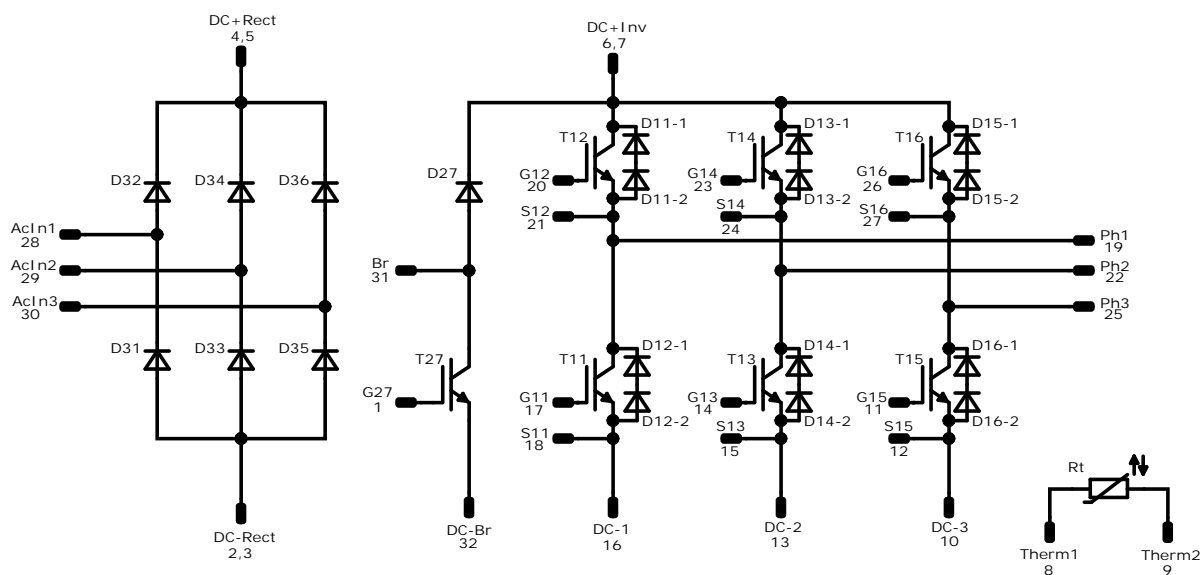 DC+Rect
4,5
DC+Inv
6,7
D11-1
D13-1
D15-1
T12
T14
T16
D32
D34
D36
D27
G12
20
G14
23
G16
26
D11-2
D13-2
D15-2
S12
21
S14
24
S16
27
AcIn1
28
Ph1
19
AcIn2
29
Br
31
Ph2
22
AcIn3
30
Ph3
25
D31
D33
D35
D12-1
D14-1
D16-1
T27
T11
T13
T15
G27
1
G11
17
G13
14
G15
11
D12-2
D14-2
D16-2
S11
18
S13
15
S15
12
Rt
DC-Rect
2,3
DC-Br
32
DC-1
16
DC-2
13
DC-3
10
Therm1
8
Therm2
9